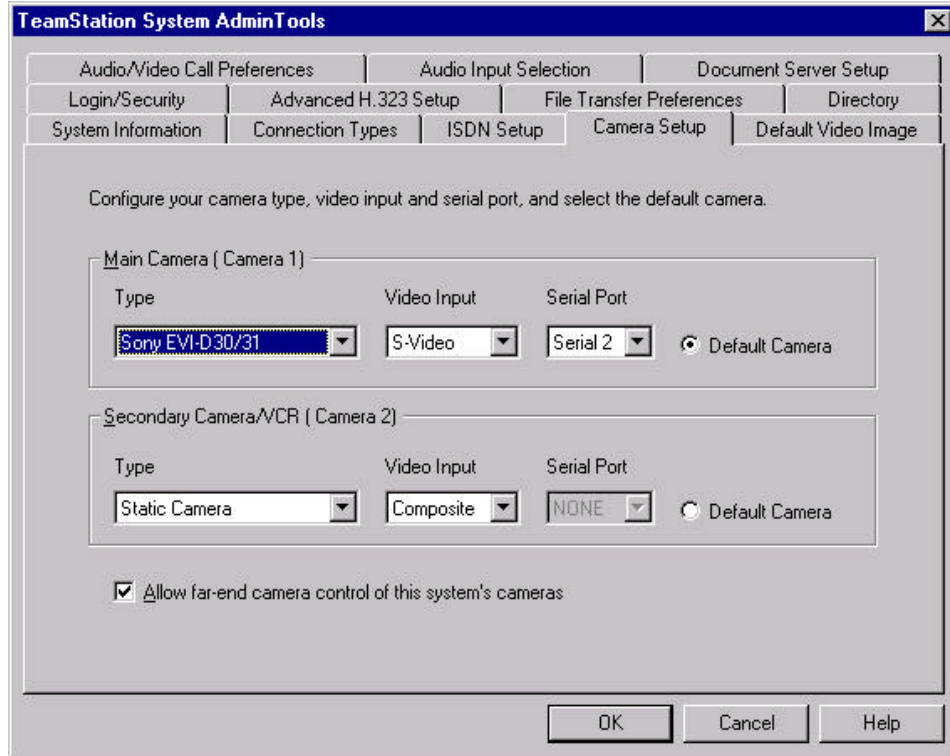 TeamStation System AdminTools
Audio/Video Call Preferences Audio Input Selection Document Server Setup
Login/Security Advanced H.323 Setup File Transfer Preferences Directory
System Information Connection Types ISDN Setup Camera Setup Default Video Image
Configure your camera type, video input and serial port, and select the default camera.
Main Camera ( Camera 1)
Type Video Input Serial Port
Sony EVI-D30/31 S-Video Serial 2 Default Camera
Secondary Camera/VCR ( Camera 2)
Type Video Input Serial Port
Static Camera Composite NONE Default Camera
Allow far-end camera control of this system's cameras
OK Cancel Help